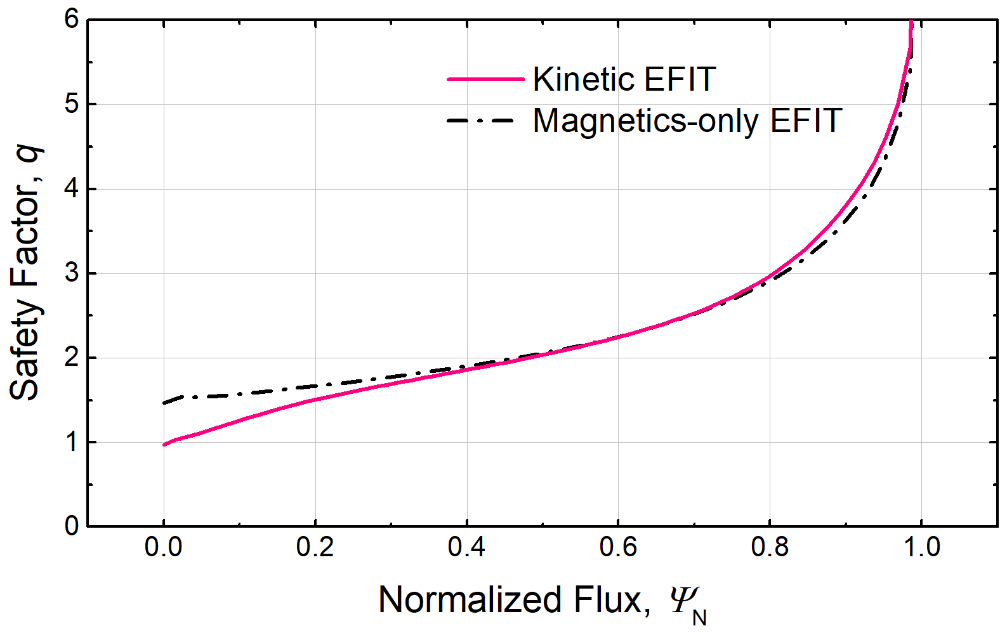 Kinetic EFIT
Magnetics-only EFIT
Safety Factor, q
6
5
4
3
2
1
0
0.0 0.2 0.4 0.6 0.8 1.0
Normalized Flux, Ψ_N